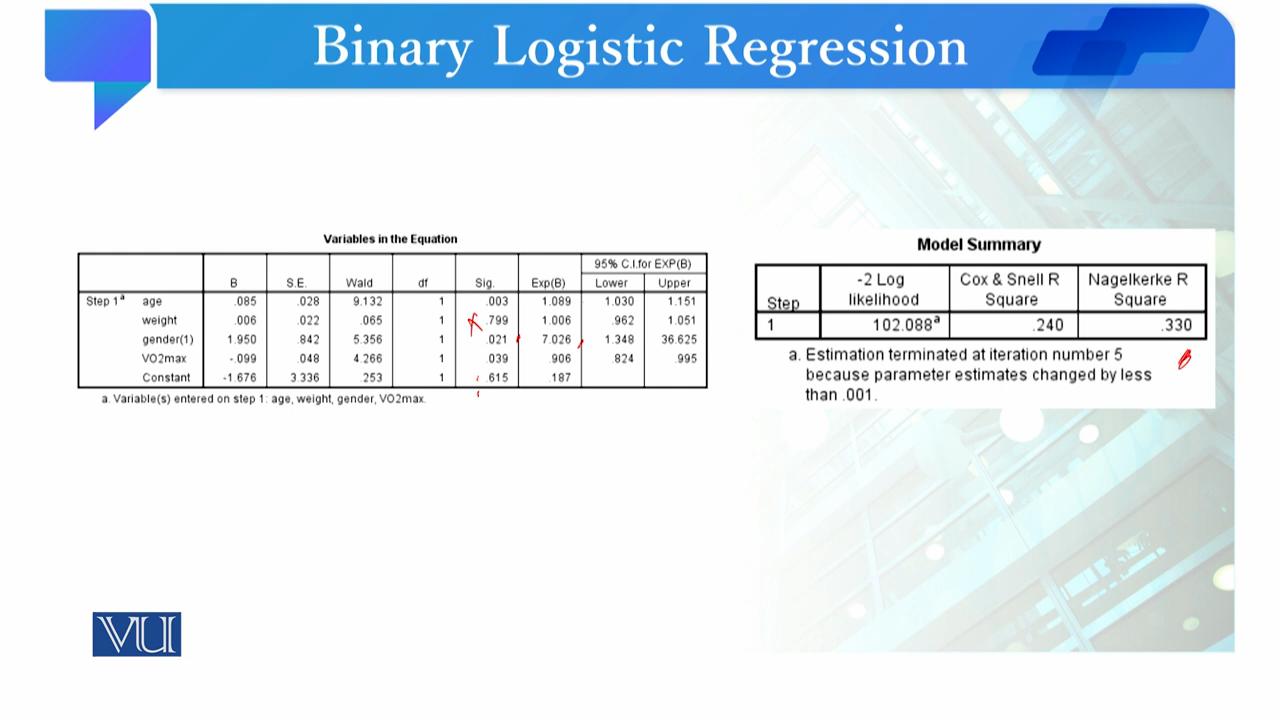 Binary Logistic Regression
Variables in the Equation
95% C.I.for EXP(B)
B S.E. Wald df Sig. Exp(B) Lower Upper
Step 1a age .085 .028 9.132 1 .003 1.089 1.030 1.151
weight .006 .022 .065 1 .799 1.006 .962 1.051
gender(1) 1.950 .842 5.356 1 .021 7.026 1.348 36.625
VO2max -.099 .048 4.266 1 .039 .906 .824 .995
Constant -1.676 3.336 .253 1 .615 .187
a. Variable(s) entered on step 1: age, weight, gender, VO2max.
Model Summary
Step -2 Log likelihood Cox & Snell R Square Nagelkerke R Square
1 102.088a .240 .330
a. Estimation terminated at iteration number 5
because parameter estimates changed by less
than .001.
VU